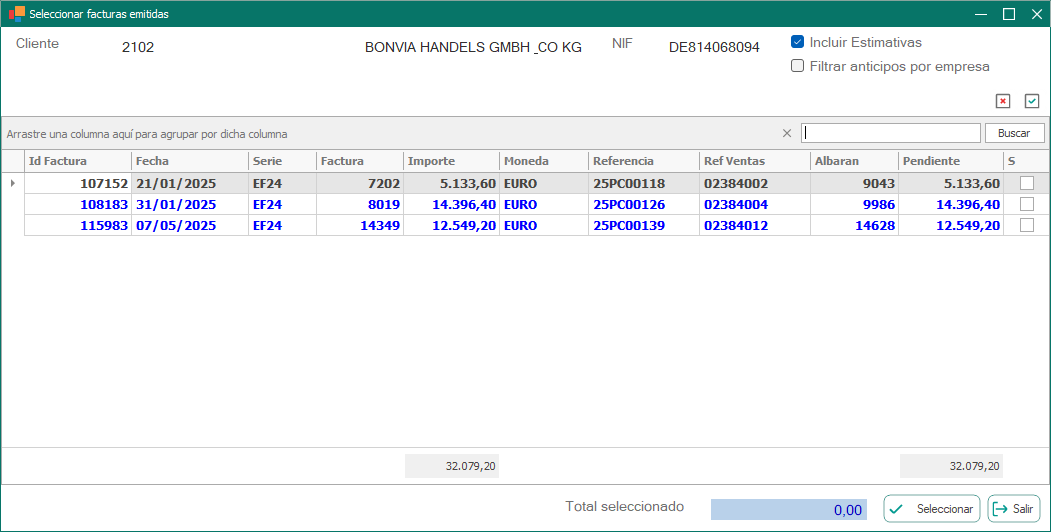 Seleccionar facturas emitidas
Cliente 2102 BONVIA HANDELS GMBH _CO KG NIF DE814068094 Incluir Estimativas
Filtrar anticipos por empresa
Arrastre una columna aquí para agrupar por dicha columna Buscar
Id Factura Fecha Serie Factura Importe Moneda Referencia Ref Ventas Albaran Pendiente S
107152 21/01/2025 EF24 7202 5.133,60 EURO 25PC00118 02384002 9043 5.133,60
108183 31/01/2025 EF24 8019 14.396,40 EURO 25PC00126 02384004 9986 14.396,40
115983 07/05/2025 EF24 14349 12.549,20 EURO 25PC00139 02384012 14628 12.549,20
32.079,20 32.079,20
Total seleccionado 0,00 Seleccionar Salir